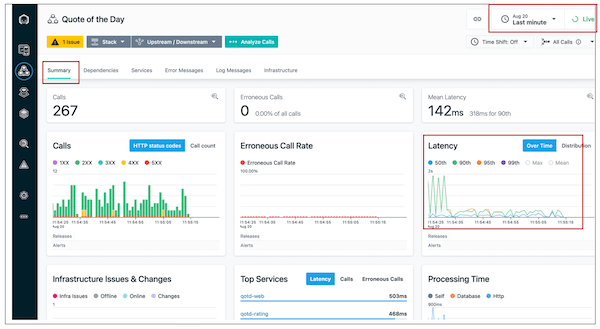 Quote of the Day
Aug 20
Last minute
Live
1 Issue
Stack
Upstream / Downstream
Analyze Calls
Time Shift: Off
All Calls
Summary
Dependencies
Services
Error Messages
Log Messages
Infrastructure
Calls
267
Erroneous Calls
0 0.00% of all calls
Mean Latency
142ms 318ms for 90th
Calls
HTTP status codes
Call count
1XX 2XX 3XX 4XX 5XX
12
11:54:25 11:54:35 11:54:45 11:54:55 11:55:05 11:55:15
Aug 20
Releases
Alerts
Erroneous Call Rate
Erroneous Call Rate
100.00%
11:54:25 11:54:35 11:54:45 11:54:55 11:55:05 11:55:15
Aug 20
Releases
Alerts
Latency
Over Time
Distribution
50th 90th 95th 99th Max Mean
2s
11:54:25 11:54:35 11:54:45 11:54:55 11:55:05 11:55:15
Aug 20
Releases
Alerts
Infrastructure Issues & Changes
Infra Issues Offline Online Changes
Top Services
Latency
Calls
Erroneous Calls
qotd-web 503ms
qotd-rating 468ms
Processing Time
Self Database Http